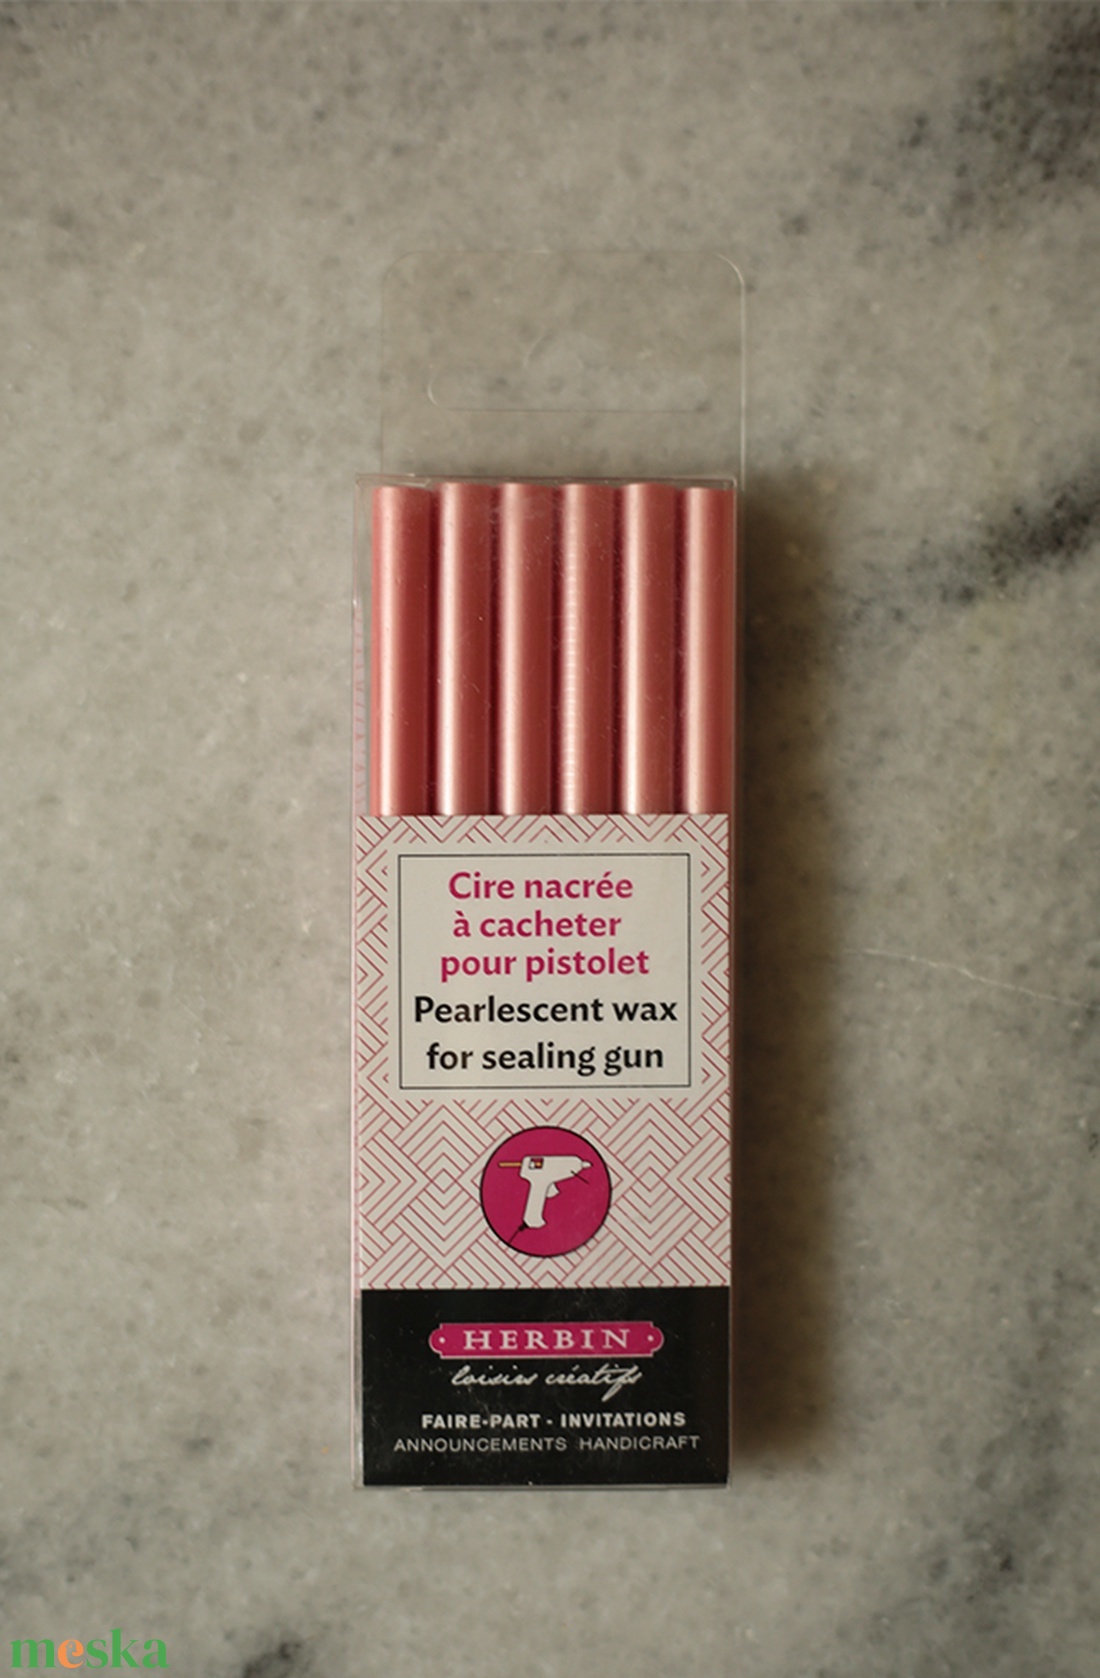 Cire nacrée
à cacheter
pour pistolet
Pearlescent wax
for sealing gun
HERBIN
loisirs créatifs
FAIRE-PART - INVITATIONS
ANNOUNCEMENTS HANDICRAFT
meska